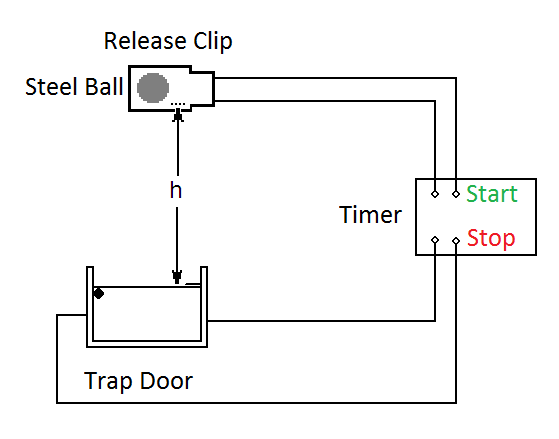 Release Clip
Steel Ball
h
Start
Timer
Stop
Trap Door